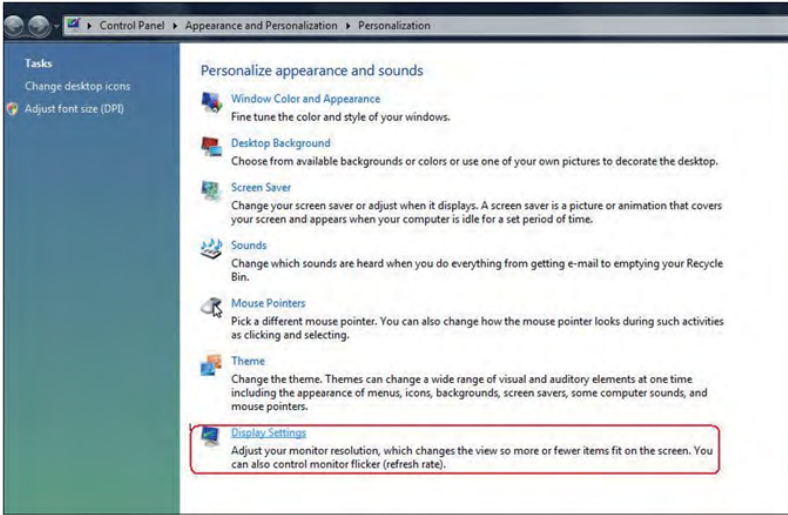 Control Panel ▸ Appearance and Personalization ▸ Personalization
Tasks
Change desktop icons
Adjust font size (DPI)
Personalize appearance and sounds
Window Color and Appearance
Fine tune the color and style of your windows.
Desktop Background
Choose from available backgrounds or colors or use one of your own pictures to decorate the desktop.
Screen Saver
Change your screen saver or adjust when it displays. A screen saver is a picture or animation that covers
your screen and appears when your computer is idle for a set period of time.
Sounds
Change which sounds are heard when you do everything from getting e-mail to emptying your Recycle
Bin.
Mouse Pointers
Pick a different mouse pointer. You can also change how the mouse pointer looks during such activities
as clicking and selecting.
Theme
Change the theme. Themes can change a wide range of visual and auditory elements at one time
including the appearance of menus, icons, backgrounds, screen savers, some computer sounds, and
mouse pointers.
Display Settings
Adjust your monitor resolution, which changes the view so more or fewer items fit on the screen. You
can also control monitor flicker (refresh rate).